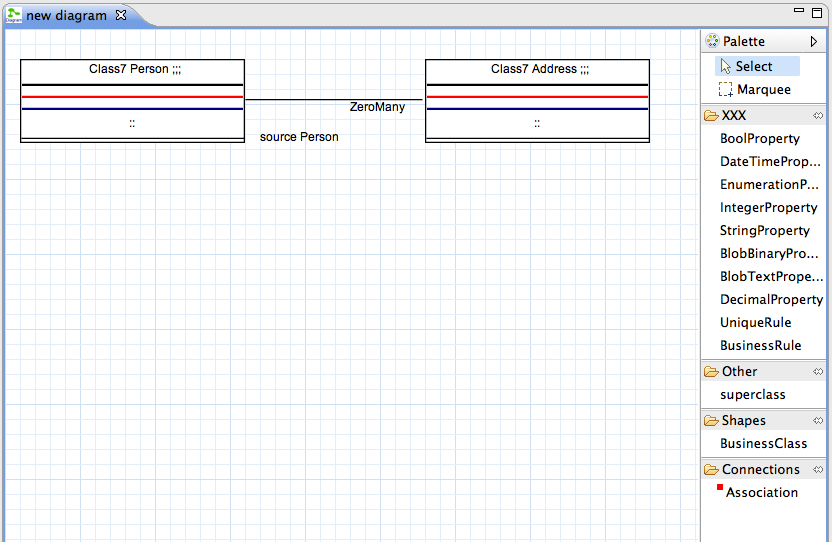 new diagram
Class7 Person ;;;
::
Class7 Address ;;;
::
ZeroMany
source Person
Palette
Select
Marquee
XXX
BoolProperty
DateTimeProp...
EnumerationP...
IntegerProperty
StringProperty
BlobBinaryPro...
BlobTextPrope...
DecimalProperty
UniqueRule
BusinessRule
Other
superclass
Shapes
BusinessClass
Connections
Association